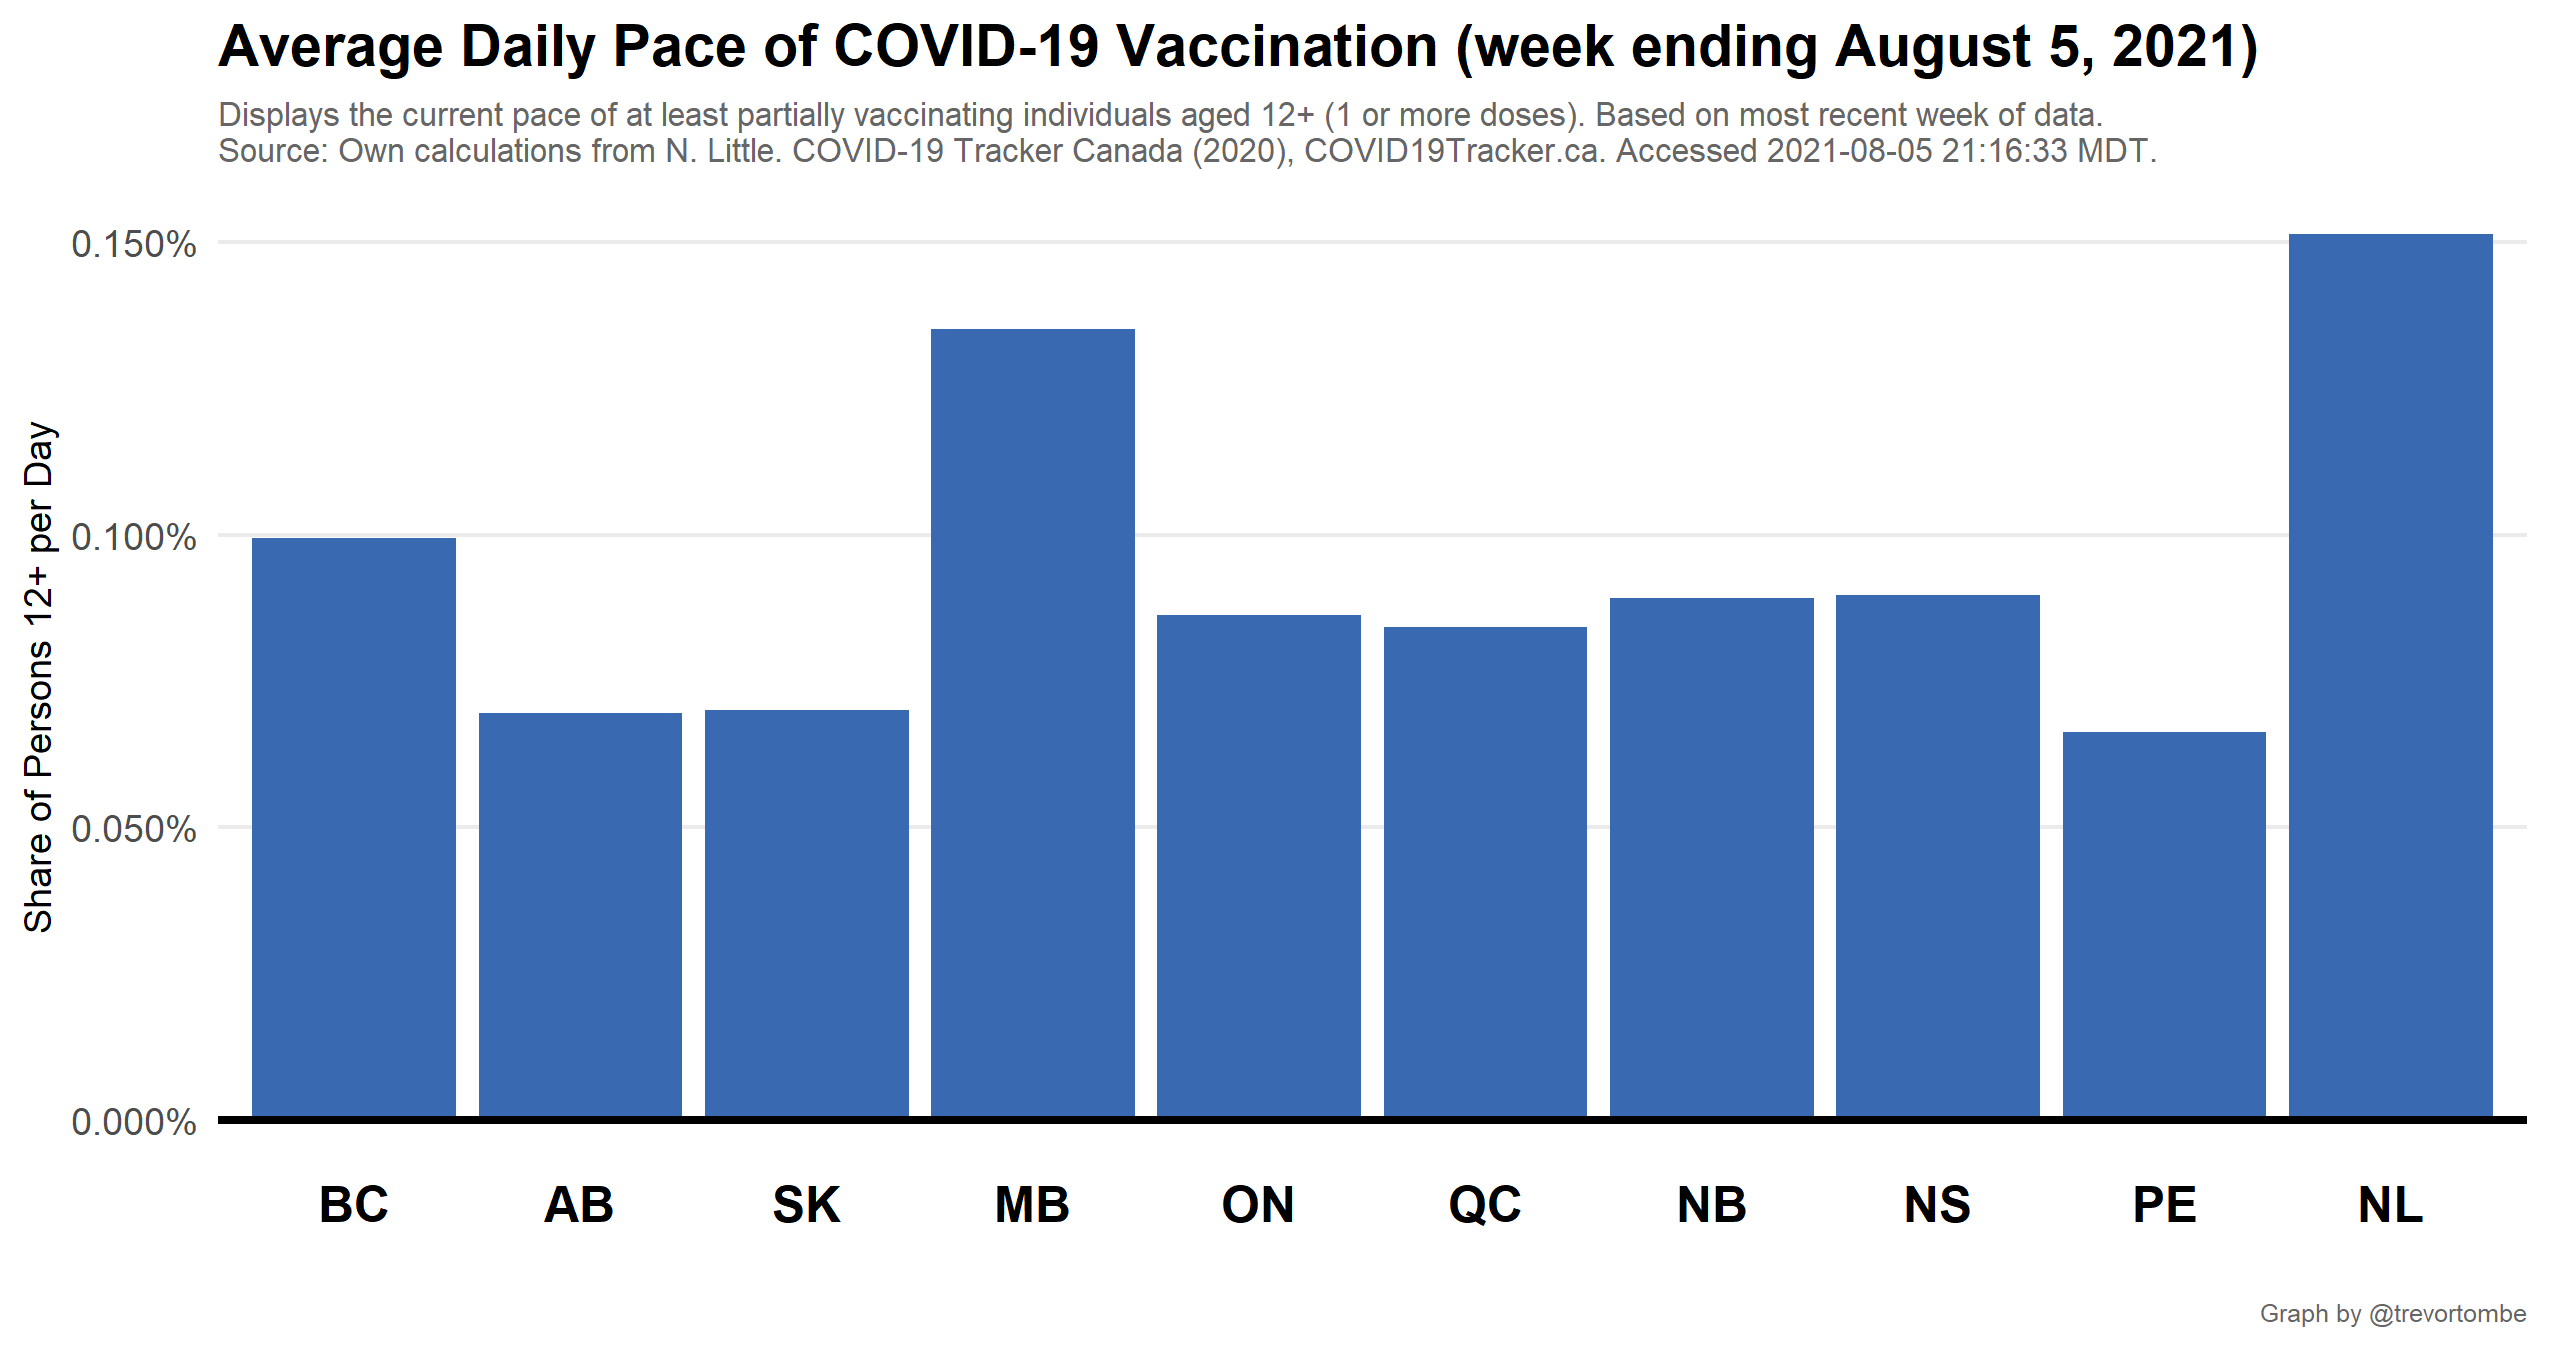 Average Daily Pace of COVID-19 Vaccination (week ending August 5, 2021)
Displays the current pace of at least partially vaccinating individuals aged 12+ (1 or more doses). Based on most recent week of data.
Source: Own calculations from N. Little. COVID-19 Tracker Canada (2020), COVID19Tracker.ca. Accessed 2021-08-05 21:16:33 MDT.
Share of Persons 12+ per Day
0.150%
0.100%
0.050%
0.000%
BC AB SK MB ON QC NB NS PE NL
Graph by @trevortombe